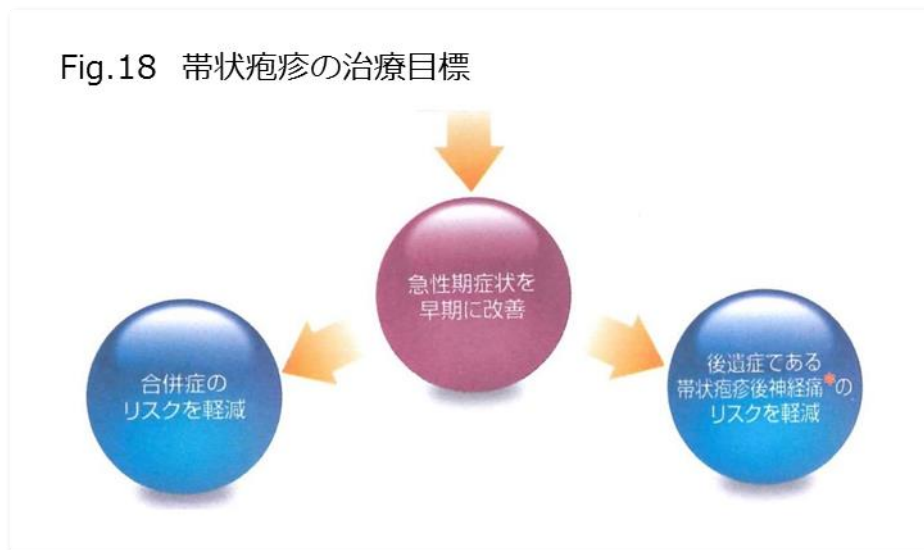 Fig.18 帯状疱疹の治療目標
急性期症状を
早期に改善
合併症の
リスクを軽減
後遺症である
帯状疱疹後神経痛*の
リスクを軽減